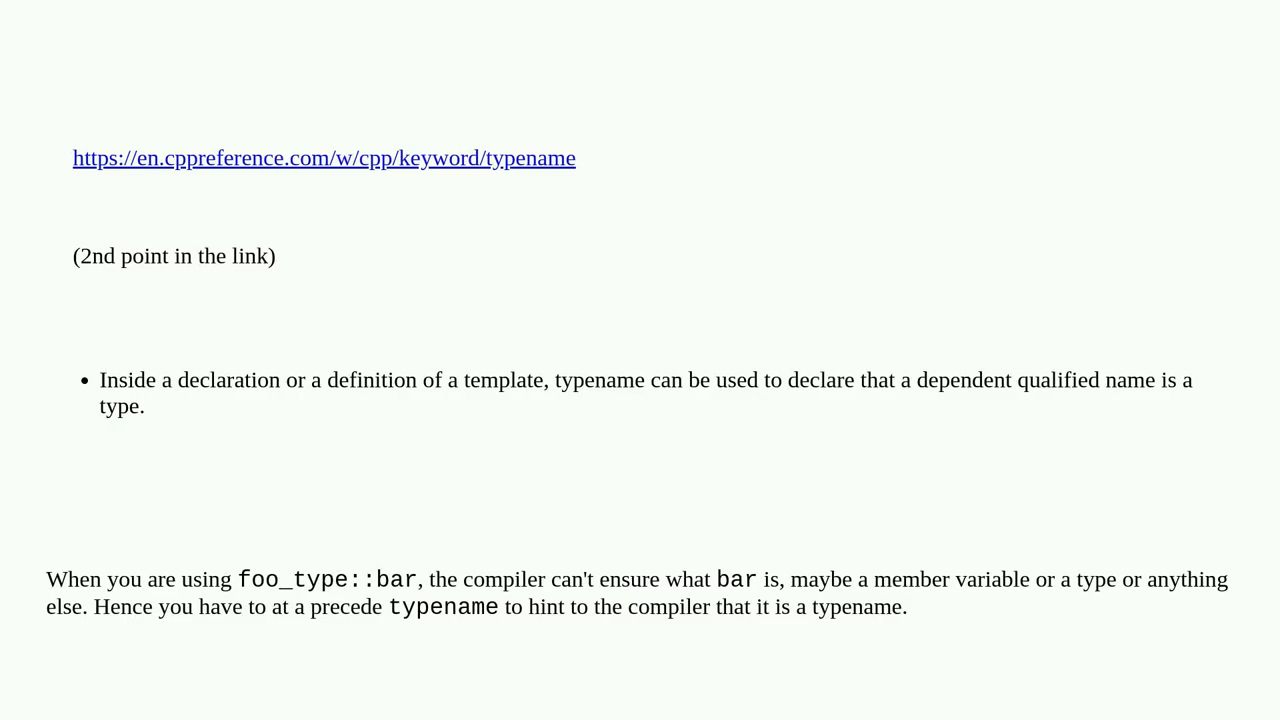 https://en.cppreference.com/w/cpp/keyword/typename
(2nd point in the link)
• Inside a declaration or a definition of a template, typename can be used to declare that a dependent qualified name is a
type.
When you are using foo_type::bar, the compiler can't ensure what bar is, maybe a member variable or a type or anything
else. Hence you have to at a precede typename to hint to the compiler that it is a typename.